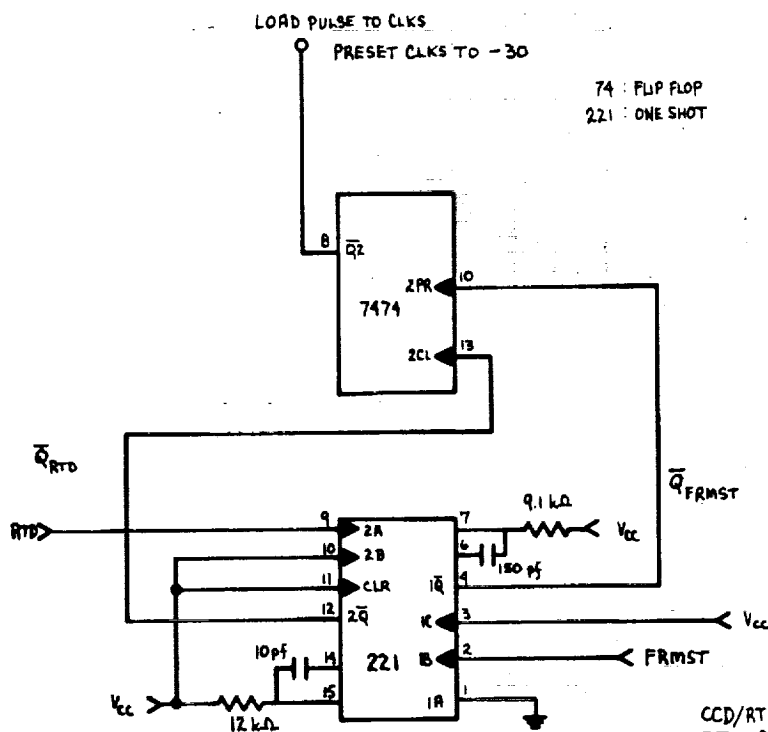 LOAD PULSE TO CLKS
PRESET CLKS TO -30
74 : FLIP FLOP
221 : ONE SHOT
8
Q̅2
2PR
10
7474
2CL
13
Q̅RTD
Q̅FRMST
9.1 kΩ
VCC
RTD
9
2A
7
10
2B
6
150 pf
11
CLR
1Q̅
4
12
2Q̅
1C
3
VCC
10pf
14
221
1B
2
FRMST
15
1A
1
VCC
12 kΩ
CCD/RT